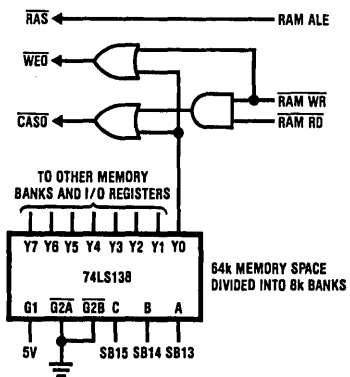 RAS RAM ALE
WE0
CAS0 RAM WR
RAM RD
TO OTHER MEMORY
BANKS AND I/O REGISTERS
Y7 Y6 Y5 Y4 Y3 Y2 Y1 Y0
74LS138
G1 G2A G2B C B A
64k MEMORY SPACE
DIVIDED INTO 8k BANKS
5V SB15 SB14 SB13